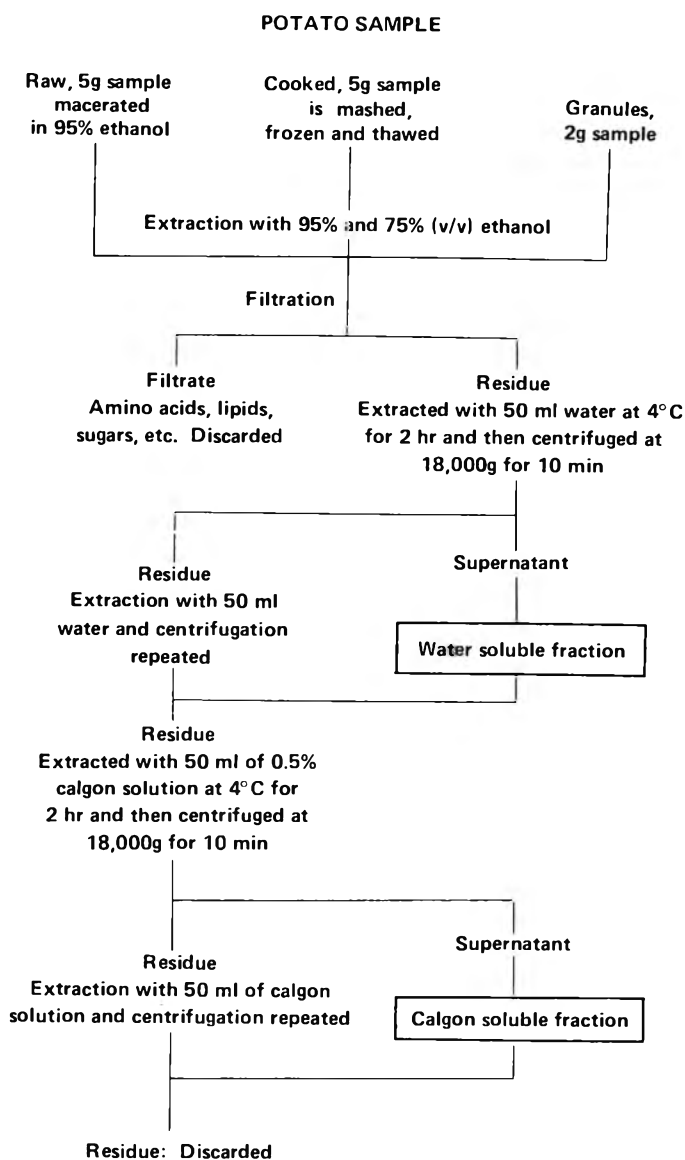 POTATO SAMPLE
Raw, 5g sample
macerated
in 95% ethanol
Cooked, 5g sample
is mashed,
frozen and thawed
Granules,
2g sample
Extraction with 95% and 75% (v/v) ethanol
Filtration
Filtrate
Amino acids, lipids,
sugars, etc. Discarded
Residue
Extracted with 50 ml water at 4°C
for 2 hr and then centrifuged at
18,000g for 10 min
Residue
Extraction with 50 ml
water and centrifugation
repeated
Supernatant
Water soluble fraction
Residue
Extracted with 50 ml of 0.5%
calgon solution at 4°C for
2 hr and then centrifuged at
18,000g for 10 min
Residue
Extraction with 50 ml of calgon
solution and centrifugation repeated
Supernatant
Calgon soluble fraction
Residue: Discarded